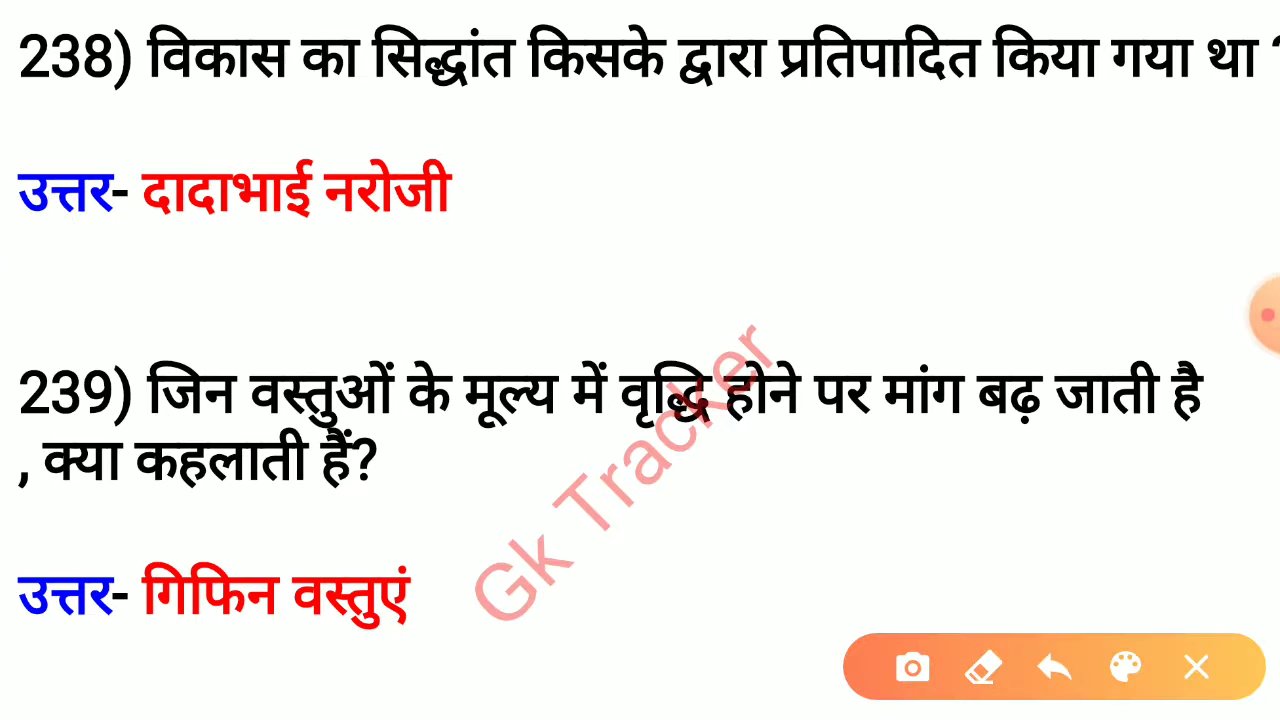 238) विकास का सिद्धांत किसके द्वारा प्रतिपादित किया गया था ?
उत्तर- दादाभाई नरोजी
239) जिन वस्तुओं के मूल्य में वृद्धि होने पर मांग बढ़ जाती है
, क्या कहलाती हैं?
उत्तर- गिफिन वस्तुएं
Gk Tracker